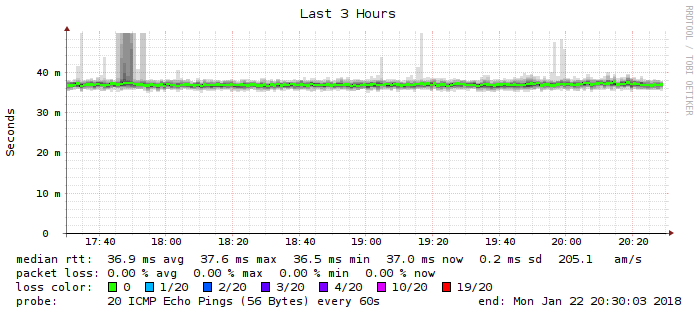 Last 3 Hours
RRDTOOL / TOBI OETIKER
Seconds
40 m
30 m
20 m
10 m
0
17:40 18:00 18:20 18:40 19:00 19:20 19:40 20:00 20:20
median rtt: 36.9 ms avg 37.6 ms max 36.5 ms min 37.0 ms now 0.2 ms sd 205.1 am/s
packet loss: 0.00 % avg 0.00 % max 0.00 % min 0.00 % now
loss color: 0 1/20 2/20 3/20 4/20 10/20 19/20
probe: 20 ICMP Echo Pings (56 Bytes) every 60s end: Mon Jan 22 20:30:03 2018